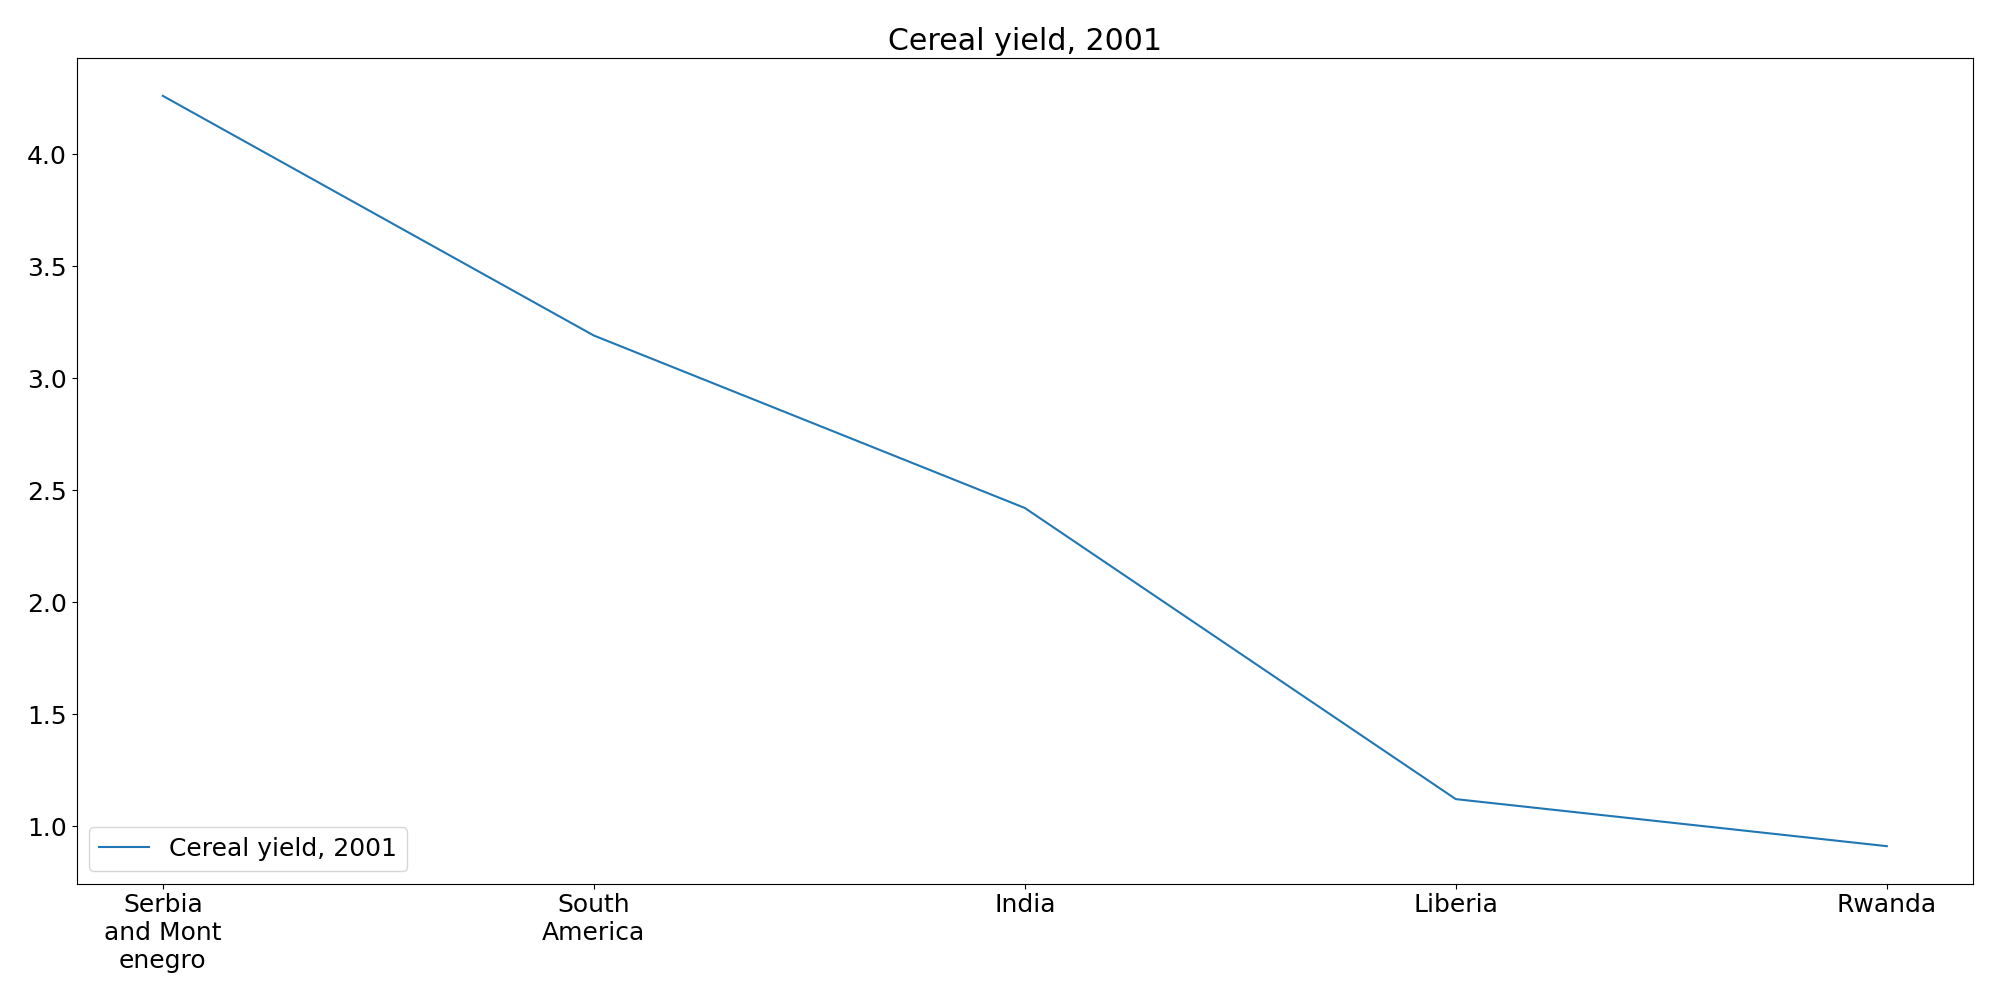 Cereal yield, 2001
4.0
3.5
3.0
2.5
2.0
1.5
1.0
Cereal yield, 2001
Serbia
and Mont
enegro
South
America
India
Liberia
Rwanda